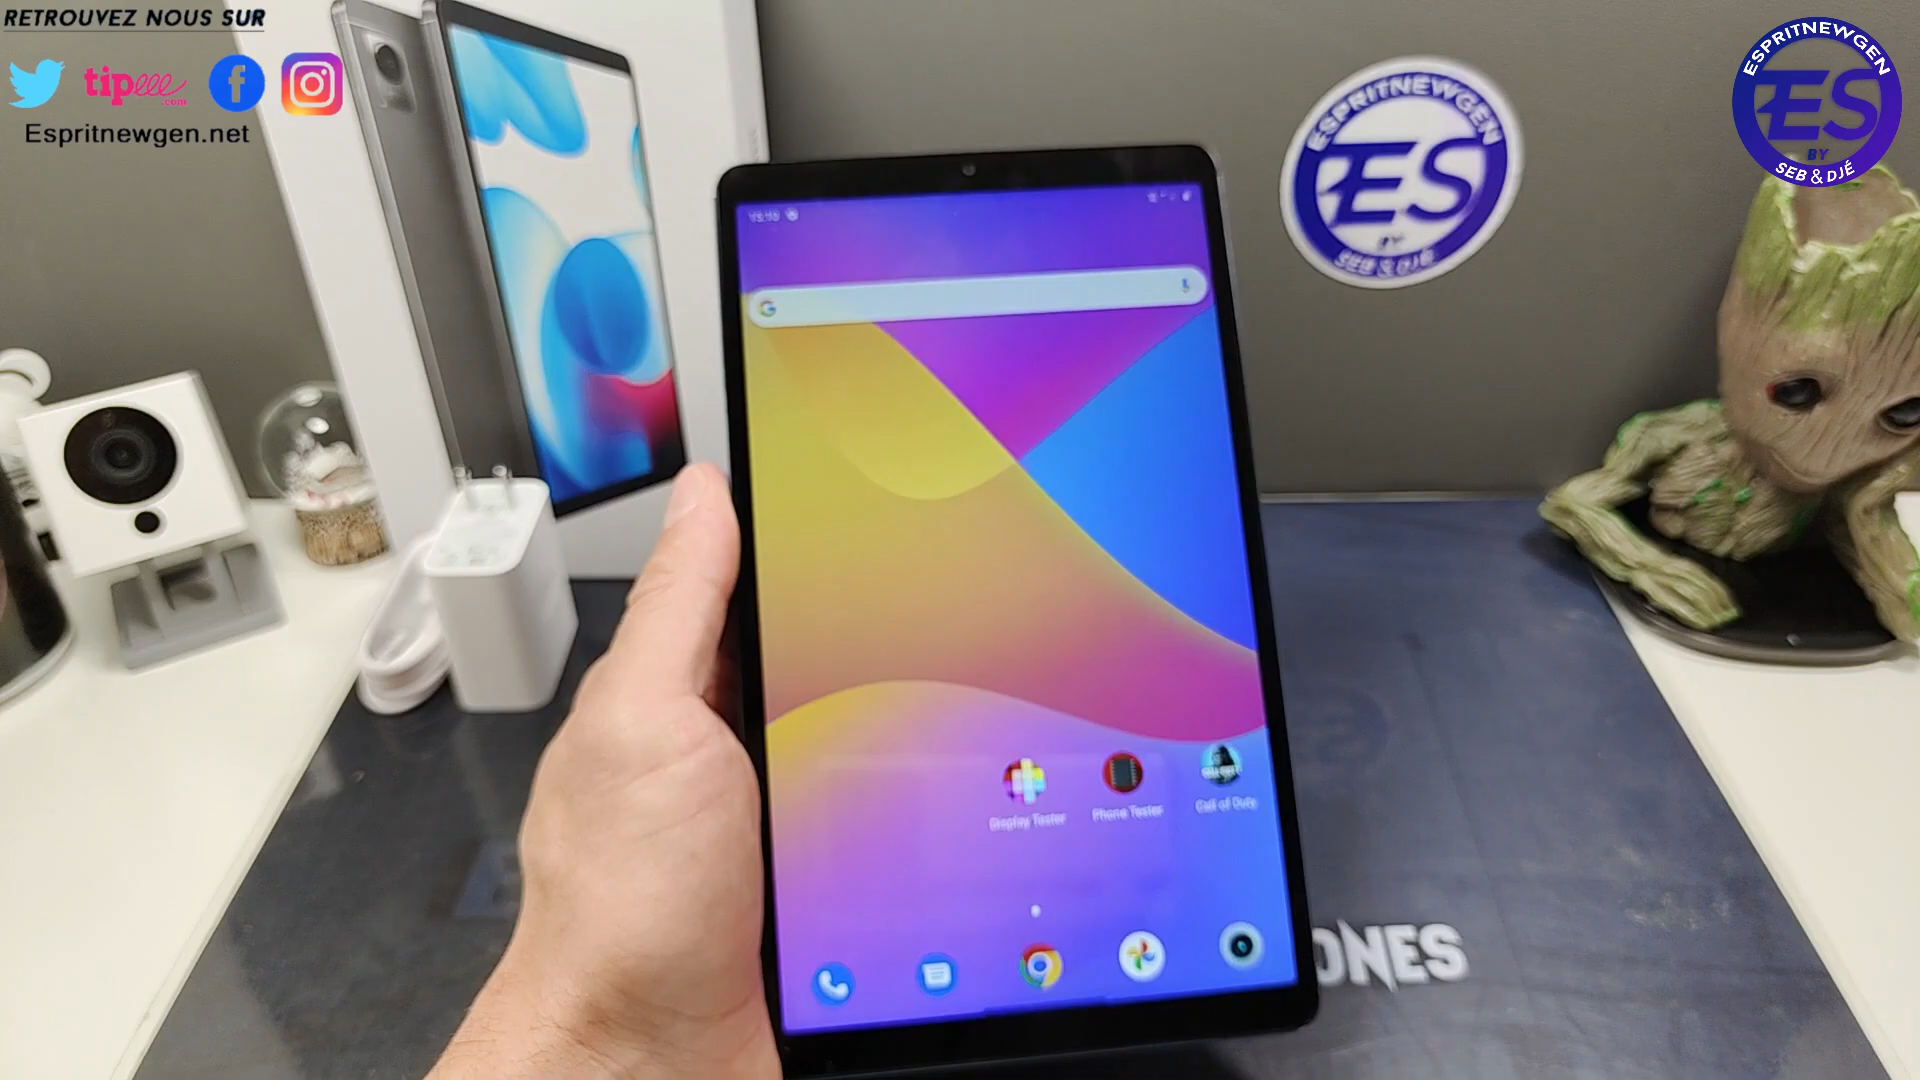 RETROUVEZ NOUS SUR
tipeee
.com
Espritnewgen.net
ESPRITNEWGEN
ES
BY
SEB & DJÉ
ESPRITNEWGEN
ES
BY
SEB & DJÉ
Display Tester
Phone Tester
Call of Duty
ONES